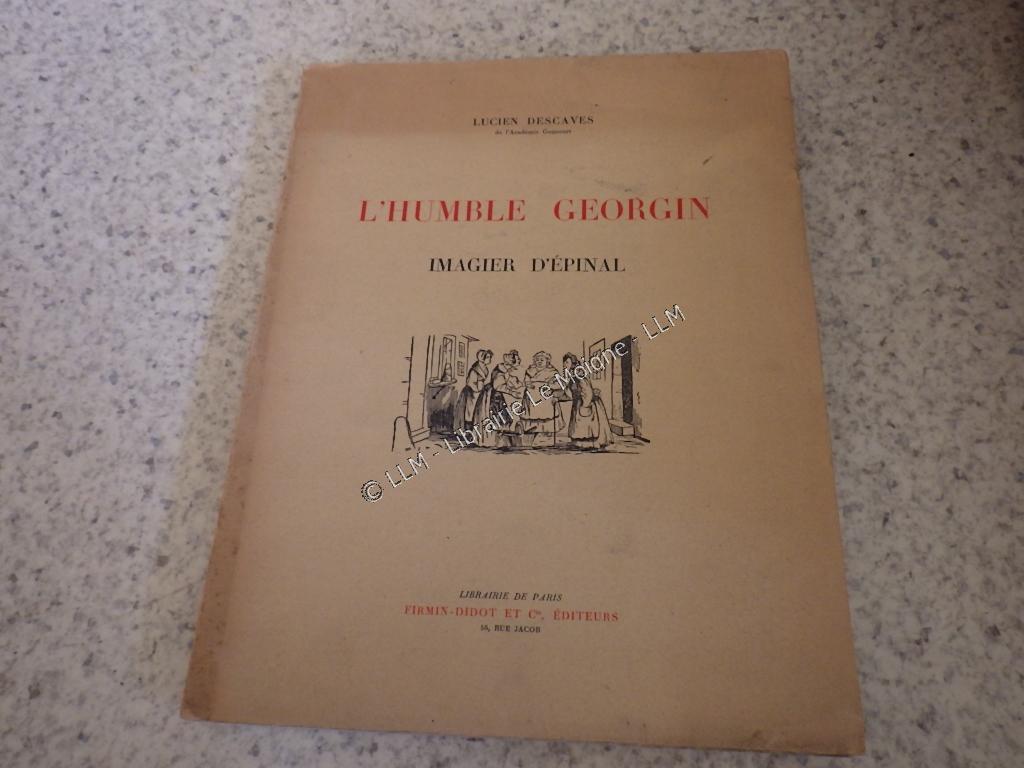 LUCIEN DESCAVES
de l'Académie Goncourt
L'HUMBLE GEORGIN
IMAGIER D'ÉPINAL
© LLM - Librairie Le Moigne - LLM
LIBRAIRIE DE PARIS
FIRMIN-DIDOT ET Cie, ÉDITEURS
56, RUE JACOB